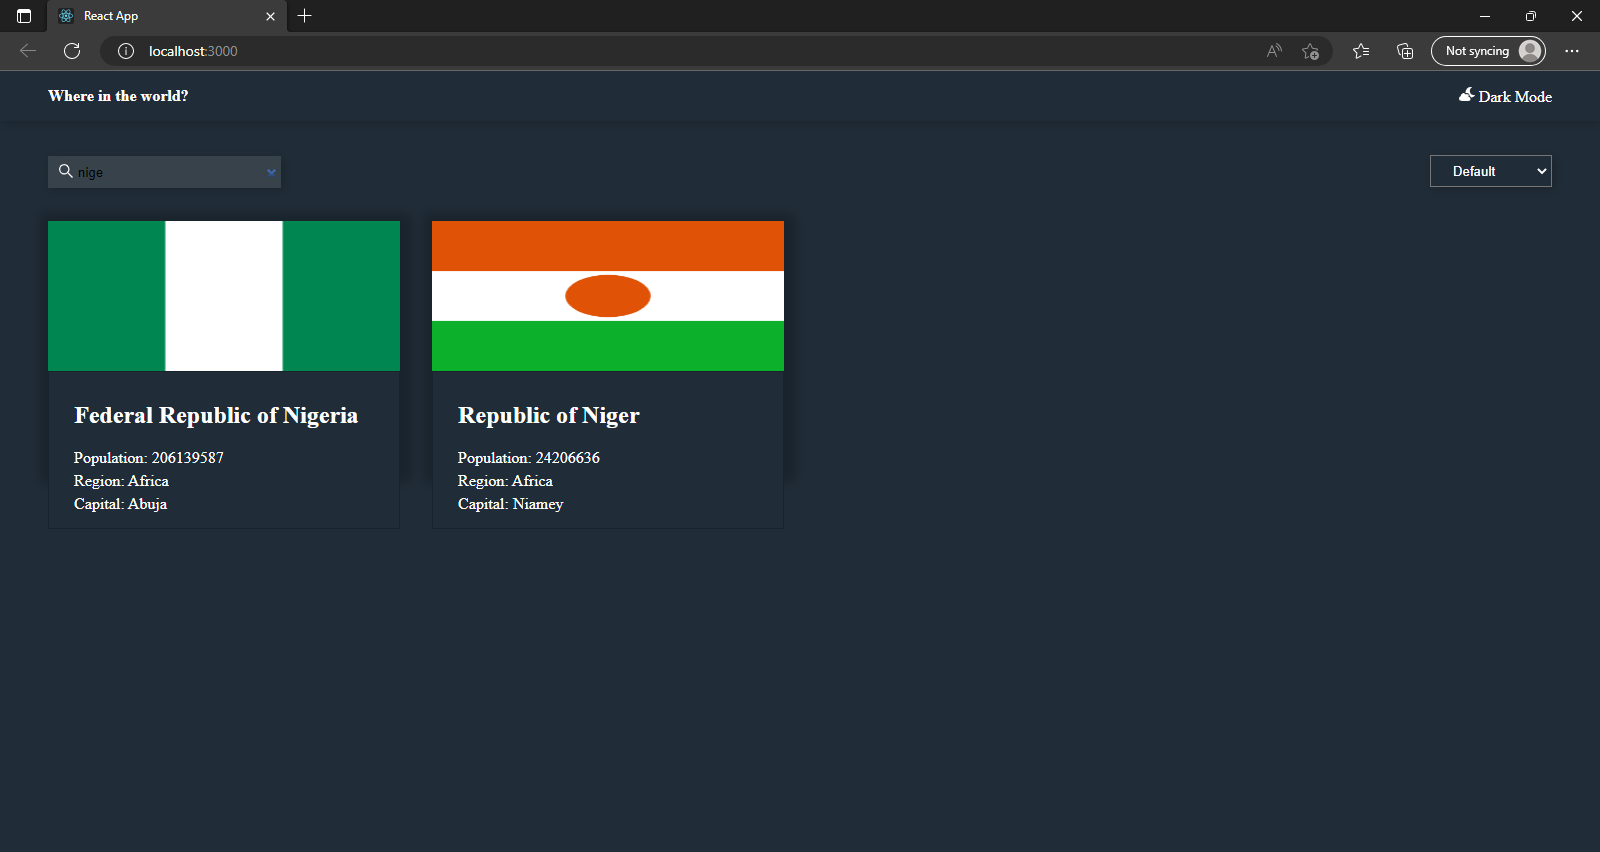 React App
localhost:3000
Not syncing
Where in the world?
Dark Mode
nige
Default
Federal Republic of Nigeria
Population: 206139587
Region: Africa
Capital: Abuja
Republic of Niger
Population: 24206636
Region: Africa
Capital: Niamey